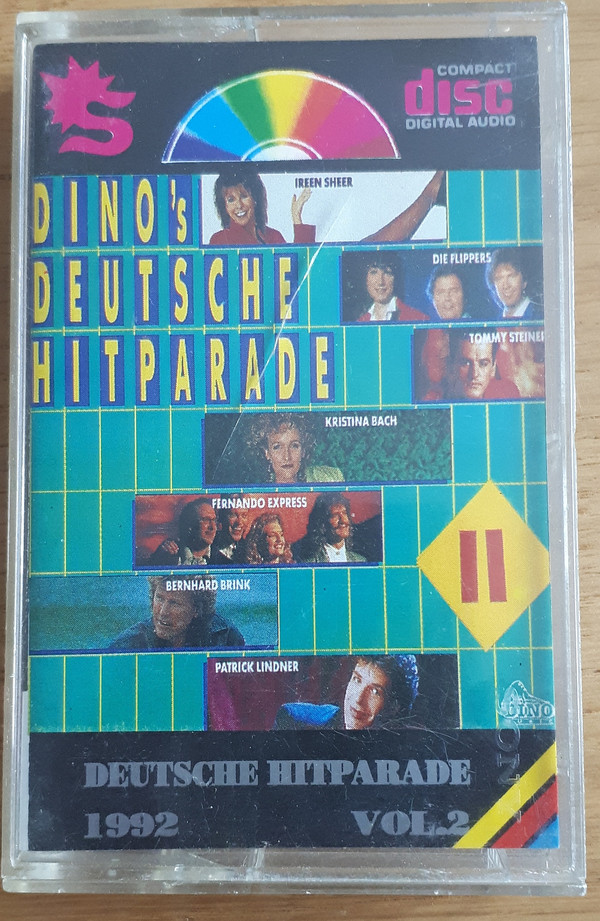 COMPACT
disc
DIGITAL AUDIO
S
IREEN SHEER
DINO's
DIE FLIPPERS
DEUTSCHE
TOMMY STEINER
HITPARADE
KRISTINA BACH
FERNANDO EXPRESS
II
BERNHARD BRINK
PATRICK LINDNER
DINO
MUSIC
DEUTSCHE HITPARADE
1992 VOL.2